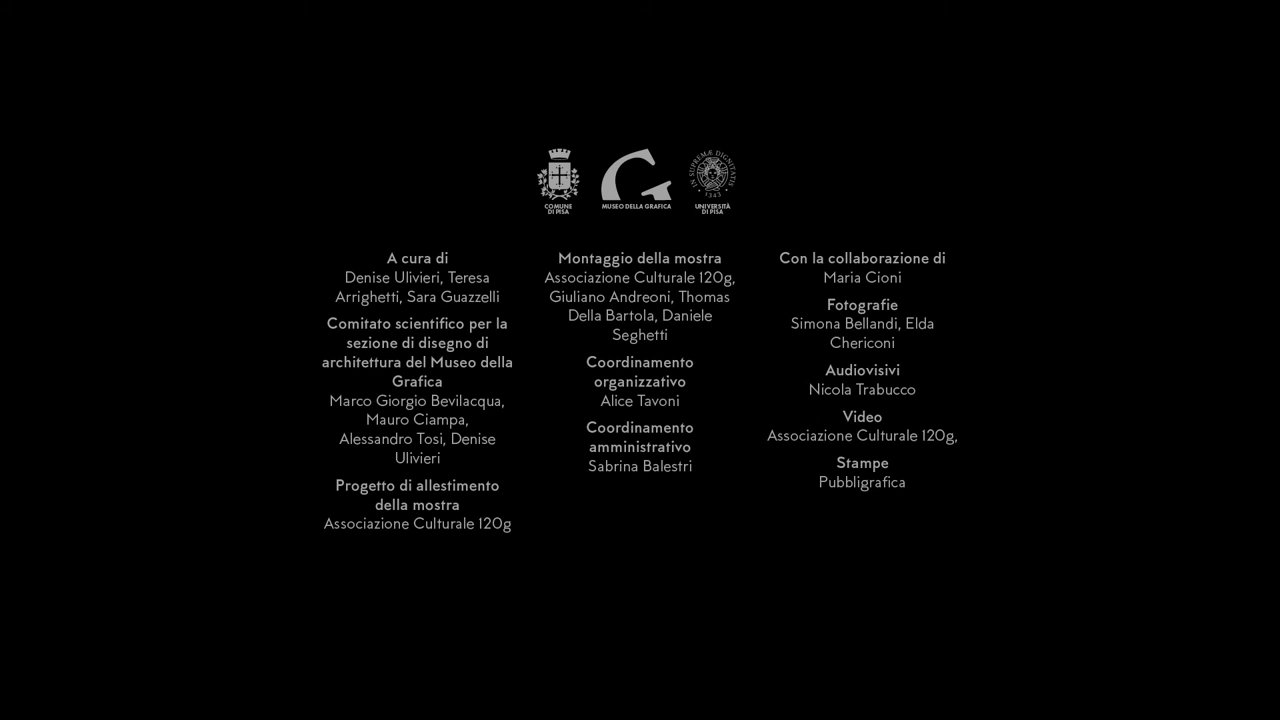 COMUNE
DI PISA
MUSEO DELLA GRAFICA
IN SUPREMÆ DIGNITATIS
1343
UNIVERSITÀ
DI PISA
A cura di
Denise Ulivieri, Teresa
Arrighetti, Sara Guazzelli
Comitato scientifico per la
sezione di disegno di
architettura del Museo della
Grafica
Marco Giorgio Bevilacqua,
Mauro Ciampa,
Alessandro Tosi, Denise
Ulivieri
Progetto di allestimento
della mostra
Associazione Culturale 120g
Montaggio della mostra
Associazione Culturale 120g,
Giuliano Andreoni, Thomas
Della Bartola, Daniele
Seghetti
Coordinamento
organizzativo
Alice Tavoni
Coordinamento
amministrativo
Sabrina Balestri
Con la collaborazione di
Maria Cioni
Fotografie
Simona Bellandi, Elda
Chericoni
Audiovisivi
Nicola Trabucco
Video
Associazione Culturale 120g,
Stampe
Pubbligrafica